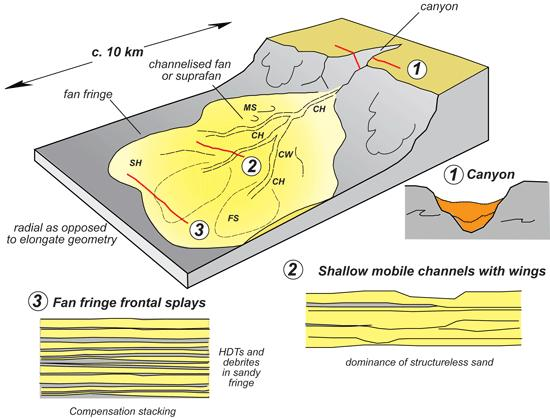 canyon
c. 10 km
channelised fan
or suprafan
fan fringe
1
MS
CH
CH
SH
2
CW
CH
FS
3
radial as opposed
to elongate geometry
1 Canyon
2 Shallow mobile channels with wings
dominance of structureless sand
3 Fan fringe frontal splays
HDTs and
debrites
in sandy
fringe
Compensation stacking